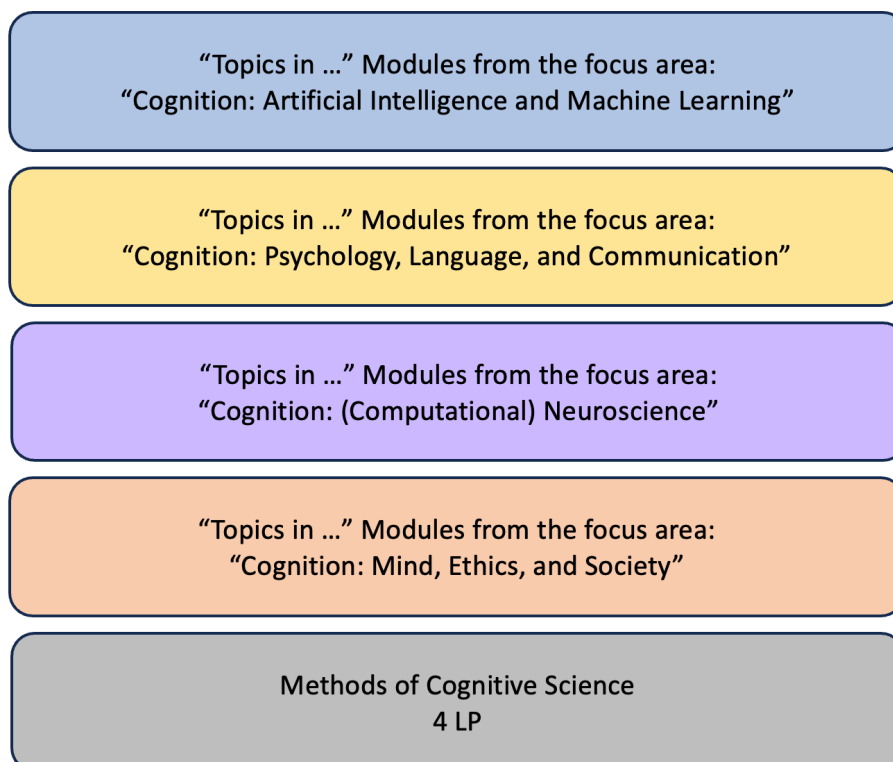 “Topics in …” Modules from the focus area:
“Cognition: Artificial Intelligence and Machine Learning”
“Topics in …” Modules from the focus area:
“Cognition: Psychology, Language, and Communication”
“Topics in …” Modules from the focus area:
“Cognition: (Computational) Neuroscience”
“Topics in …” Modules from the focus area:
“Cognition: Mind, Ethics, and Society”
Methods of Cognitive Science
4 LP